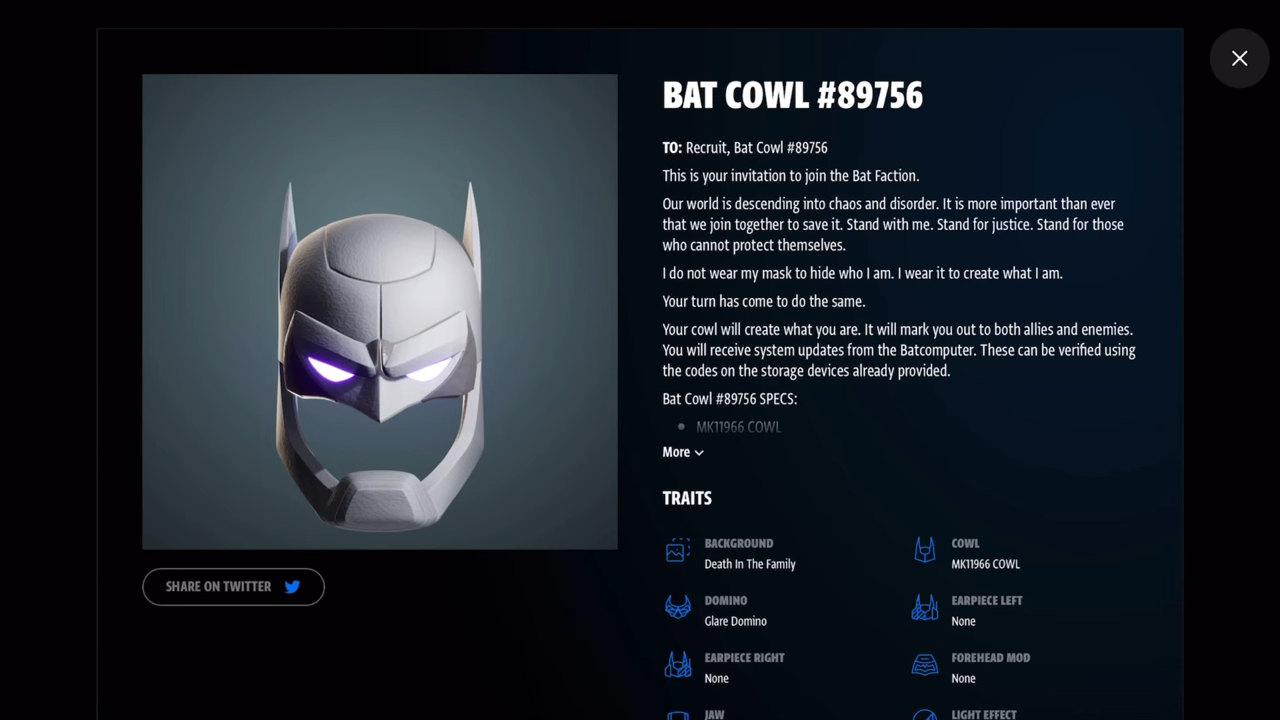 BAT COWL #89756
TO: Recruit, Bat Cowl #89756
This is your invitation to join the Bat Faction.
Our world is descending into chaos and disorder. It is more important than ever
that we join together to save it. Stand with me. Stand for justice. Stand for those
who cannot protect themselves.
I do not wear my mask to hide who I am. I wear it to create what I am.
Your turn has come to do the same.
Your cowl will create what you are. It will mark you out to both allies and enemies.
You will receive system updates from the Batcomputer. These can be verified using
the codes on the storage devices already provided.
Bat Cowl #89756 SPECS:
MK11966 COWL
More
SHARE ON TWITTER
TRAITS
BACKGROUND
Death In The Family
COWL
MK11966 COWL
DOMINO
Glare Domino
EARPIECE LEFT
None
EARPIECE RIGHT
None
FOREHEAD MOD
None
JAW
LIGHT EFFECT